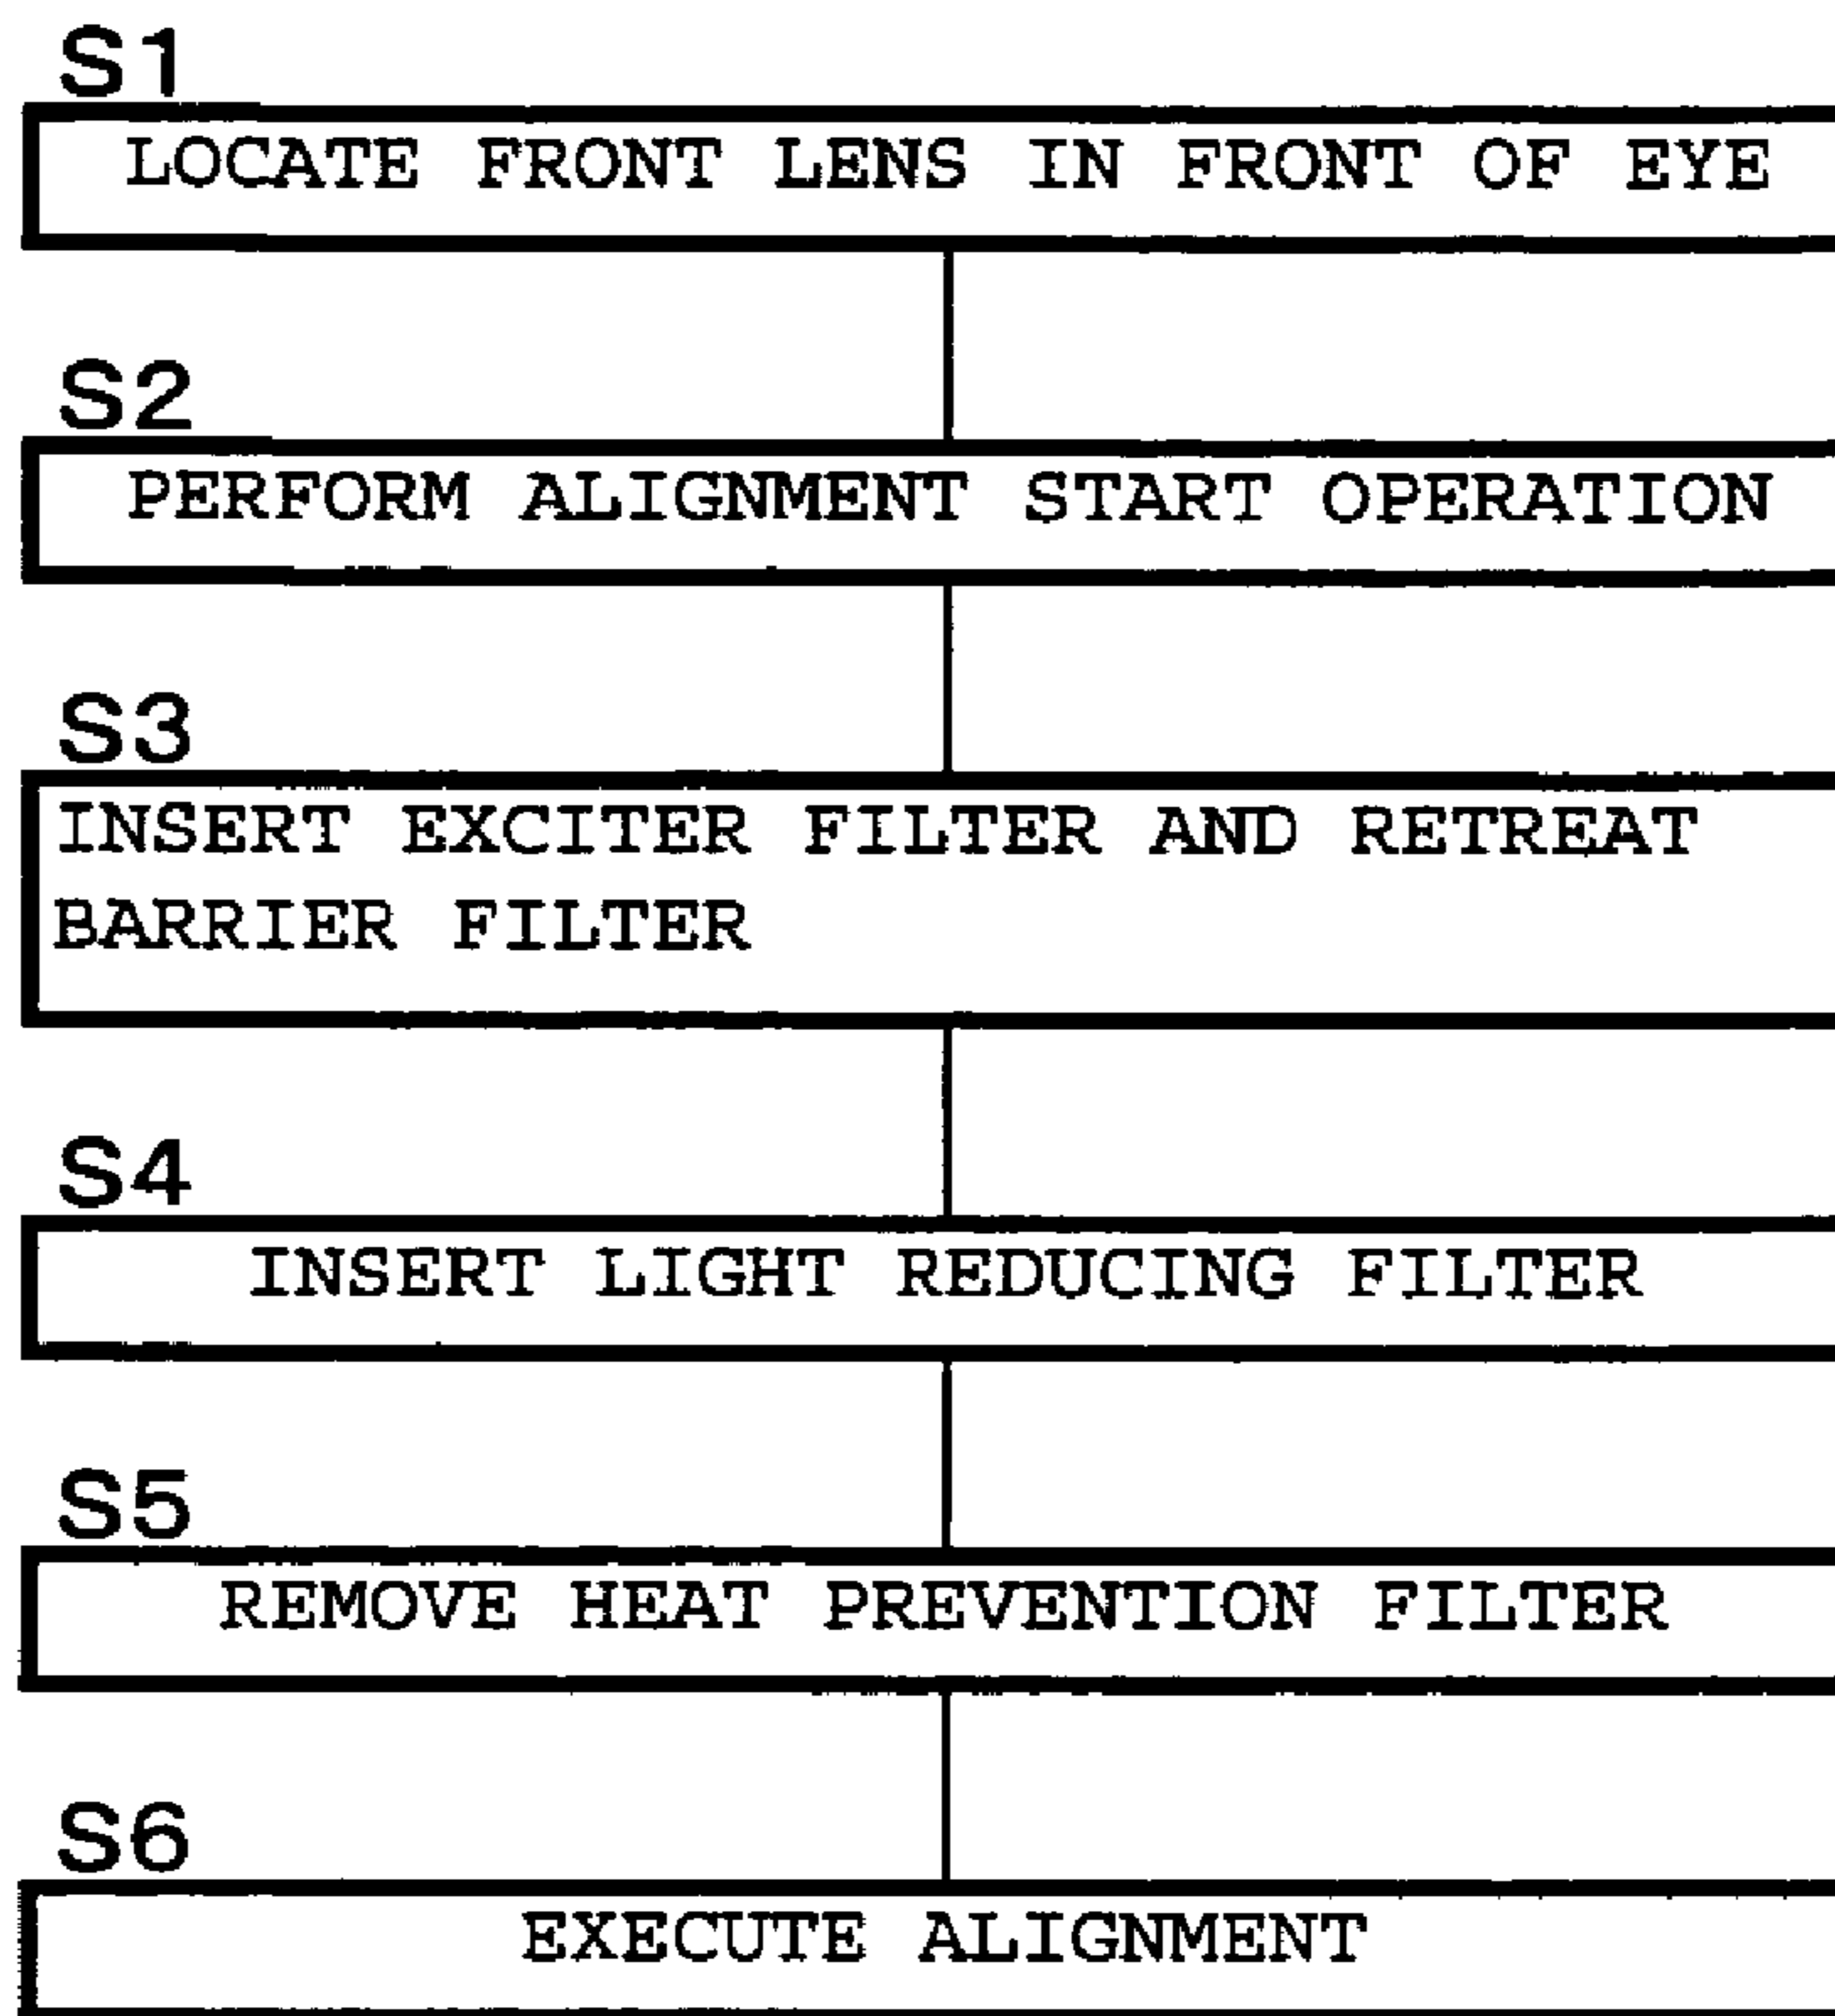 S1
LOCATE FRONT LENS IN FRONT OF EYE
S2
PERFORM ALIGNMENT START OPERATION
S3
INSERT EXCITER FILTER AND RETREAT
BARRIER FILTER
S4
INSERT LIGHT REDUCING FILTER
S5
REMOVE HEAT PREVENTION FILTER
S6
EXECUTE ALIGNMENT